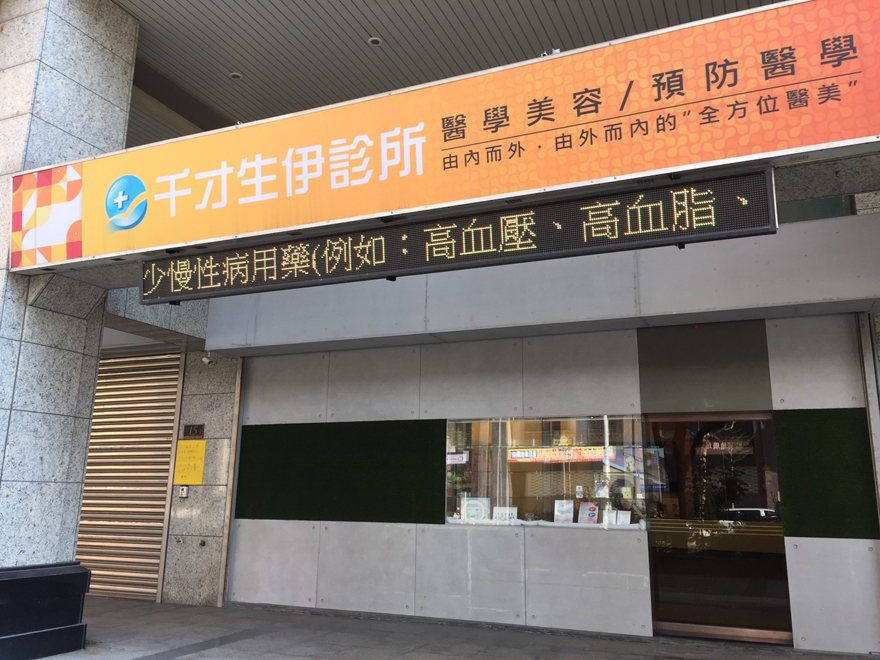 千才生伊診所
醫學美容/預防醫學
由內而外．由外而內的"全方位醫美"
少慢性病用藥(例如：高血壓、高血脂、